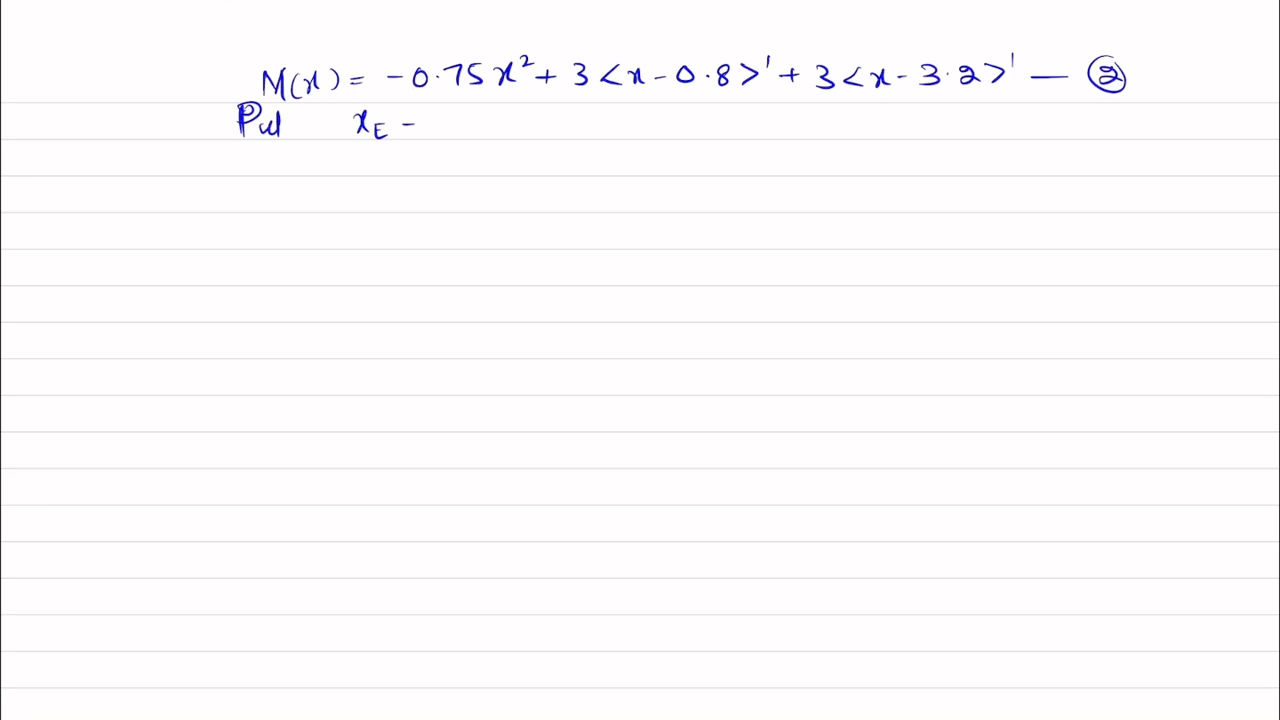 M(x) = -0.75x² + 3<x-0.8>¹ + 3<x-3.2>¹ — ②
Put x_E -